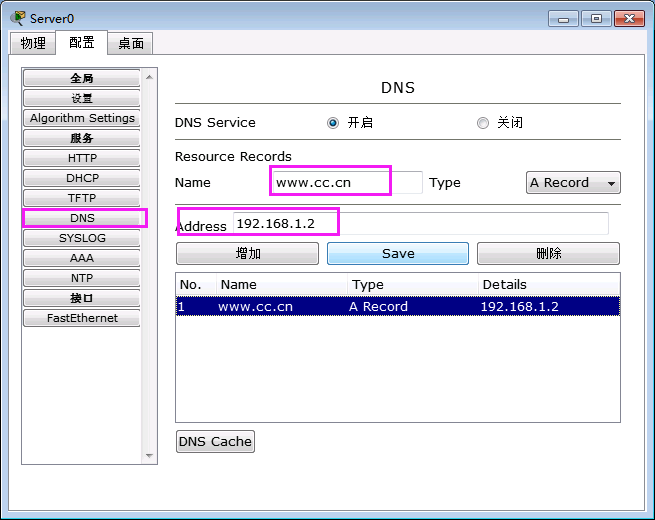 Server0
物理 配置 桌面
全局
设置
Algorithm Settings
服务
HTTP
DHCP
TFTP
DNS
SYSLOG
AAA
NTP
接口
FastEthernet
DNS
DNS Service 开启 关闭
Resource Records
Name www.cc.cn Type A Record
Address 192.168.1.2
增加 Save 删除
No. Name Type Details
1 www.cc.cn A Record 192.168.1.2
DNS Cache